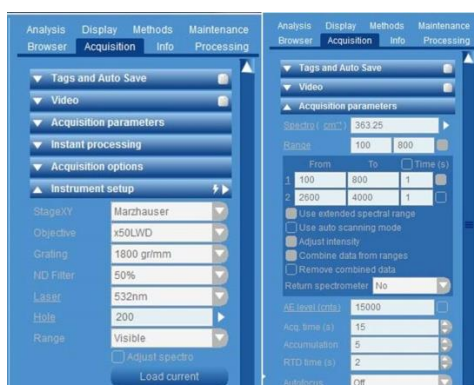 Analysis Display Methods Maintenance
Browser Acquisition Info Processing
Tags and Auto Save
Video
Acquisition parameters
Instant processing
Acquisition options
Instrument setup
StageXY Marzhauser
Objective x50LWD
Grating 1800 gr/mm
ND Filter 50%
Laser 532nm
Hole 200
Range Visible
Adjust spectro
Load current
Analysis Display Methods Maintenance
Browser Acquisition Info Processing
Tags and Auto Save
Video
Acquisition parameters
Spectro ( cm⁻¹ ) 363.25
Range 100 800
From To Time (s)
1 100 800 1
2 2600 4000 1
Use extended spectral range
Use auto scanning mode
Adjust intensity
Combine data from ranges
Remove combined data
Return spectrometer No
AE level (cnts) 15000
Acq. time (s) 15
Accumulation 5
RTD time (s) 2
Autofocus Off